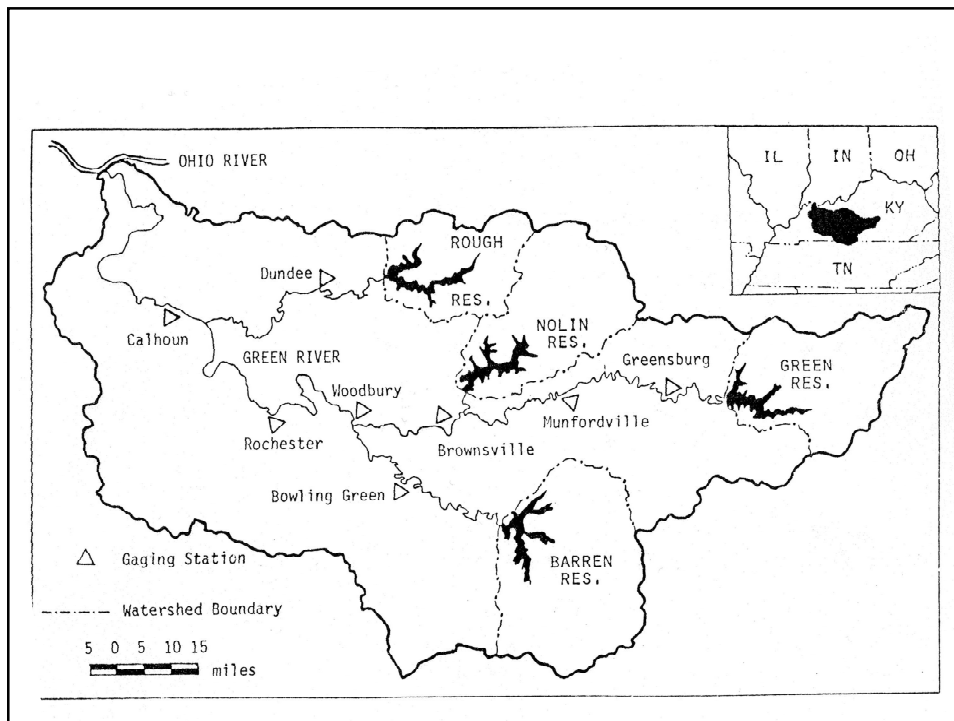 OHIO RIVER
IL
IN
OH
KY
TN
ROUGH
RES.
Dundee
NOLIN
RES.
Calhoun
GREEN RIVER
Greensburg
GREEN
RES.
Woodbury
Munfordville
Rochester
Brownsville
Bowling Green
BARREN
RES.
Gaging Station
Watershed Boundary
5 0 5 10 15
miles